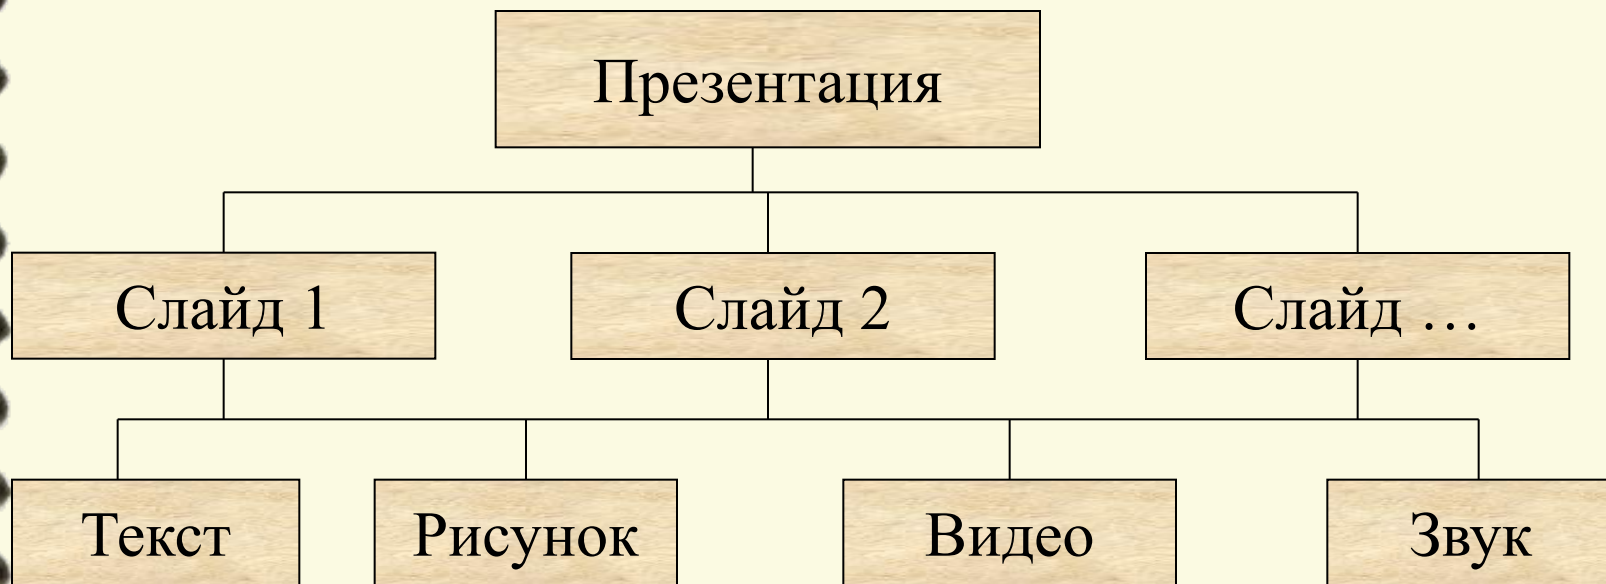 Презентация
Слайд 1
Слайд 2
Слайд …
Текст
Рисунок
Видео
Звук